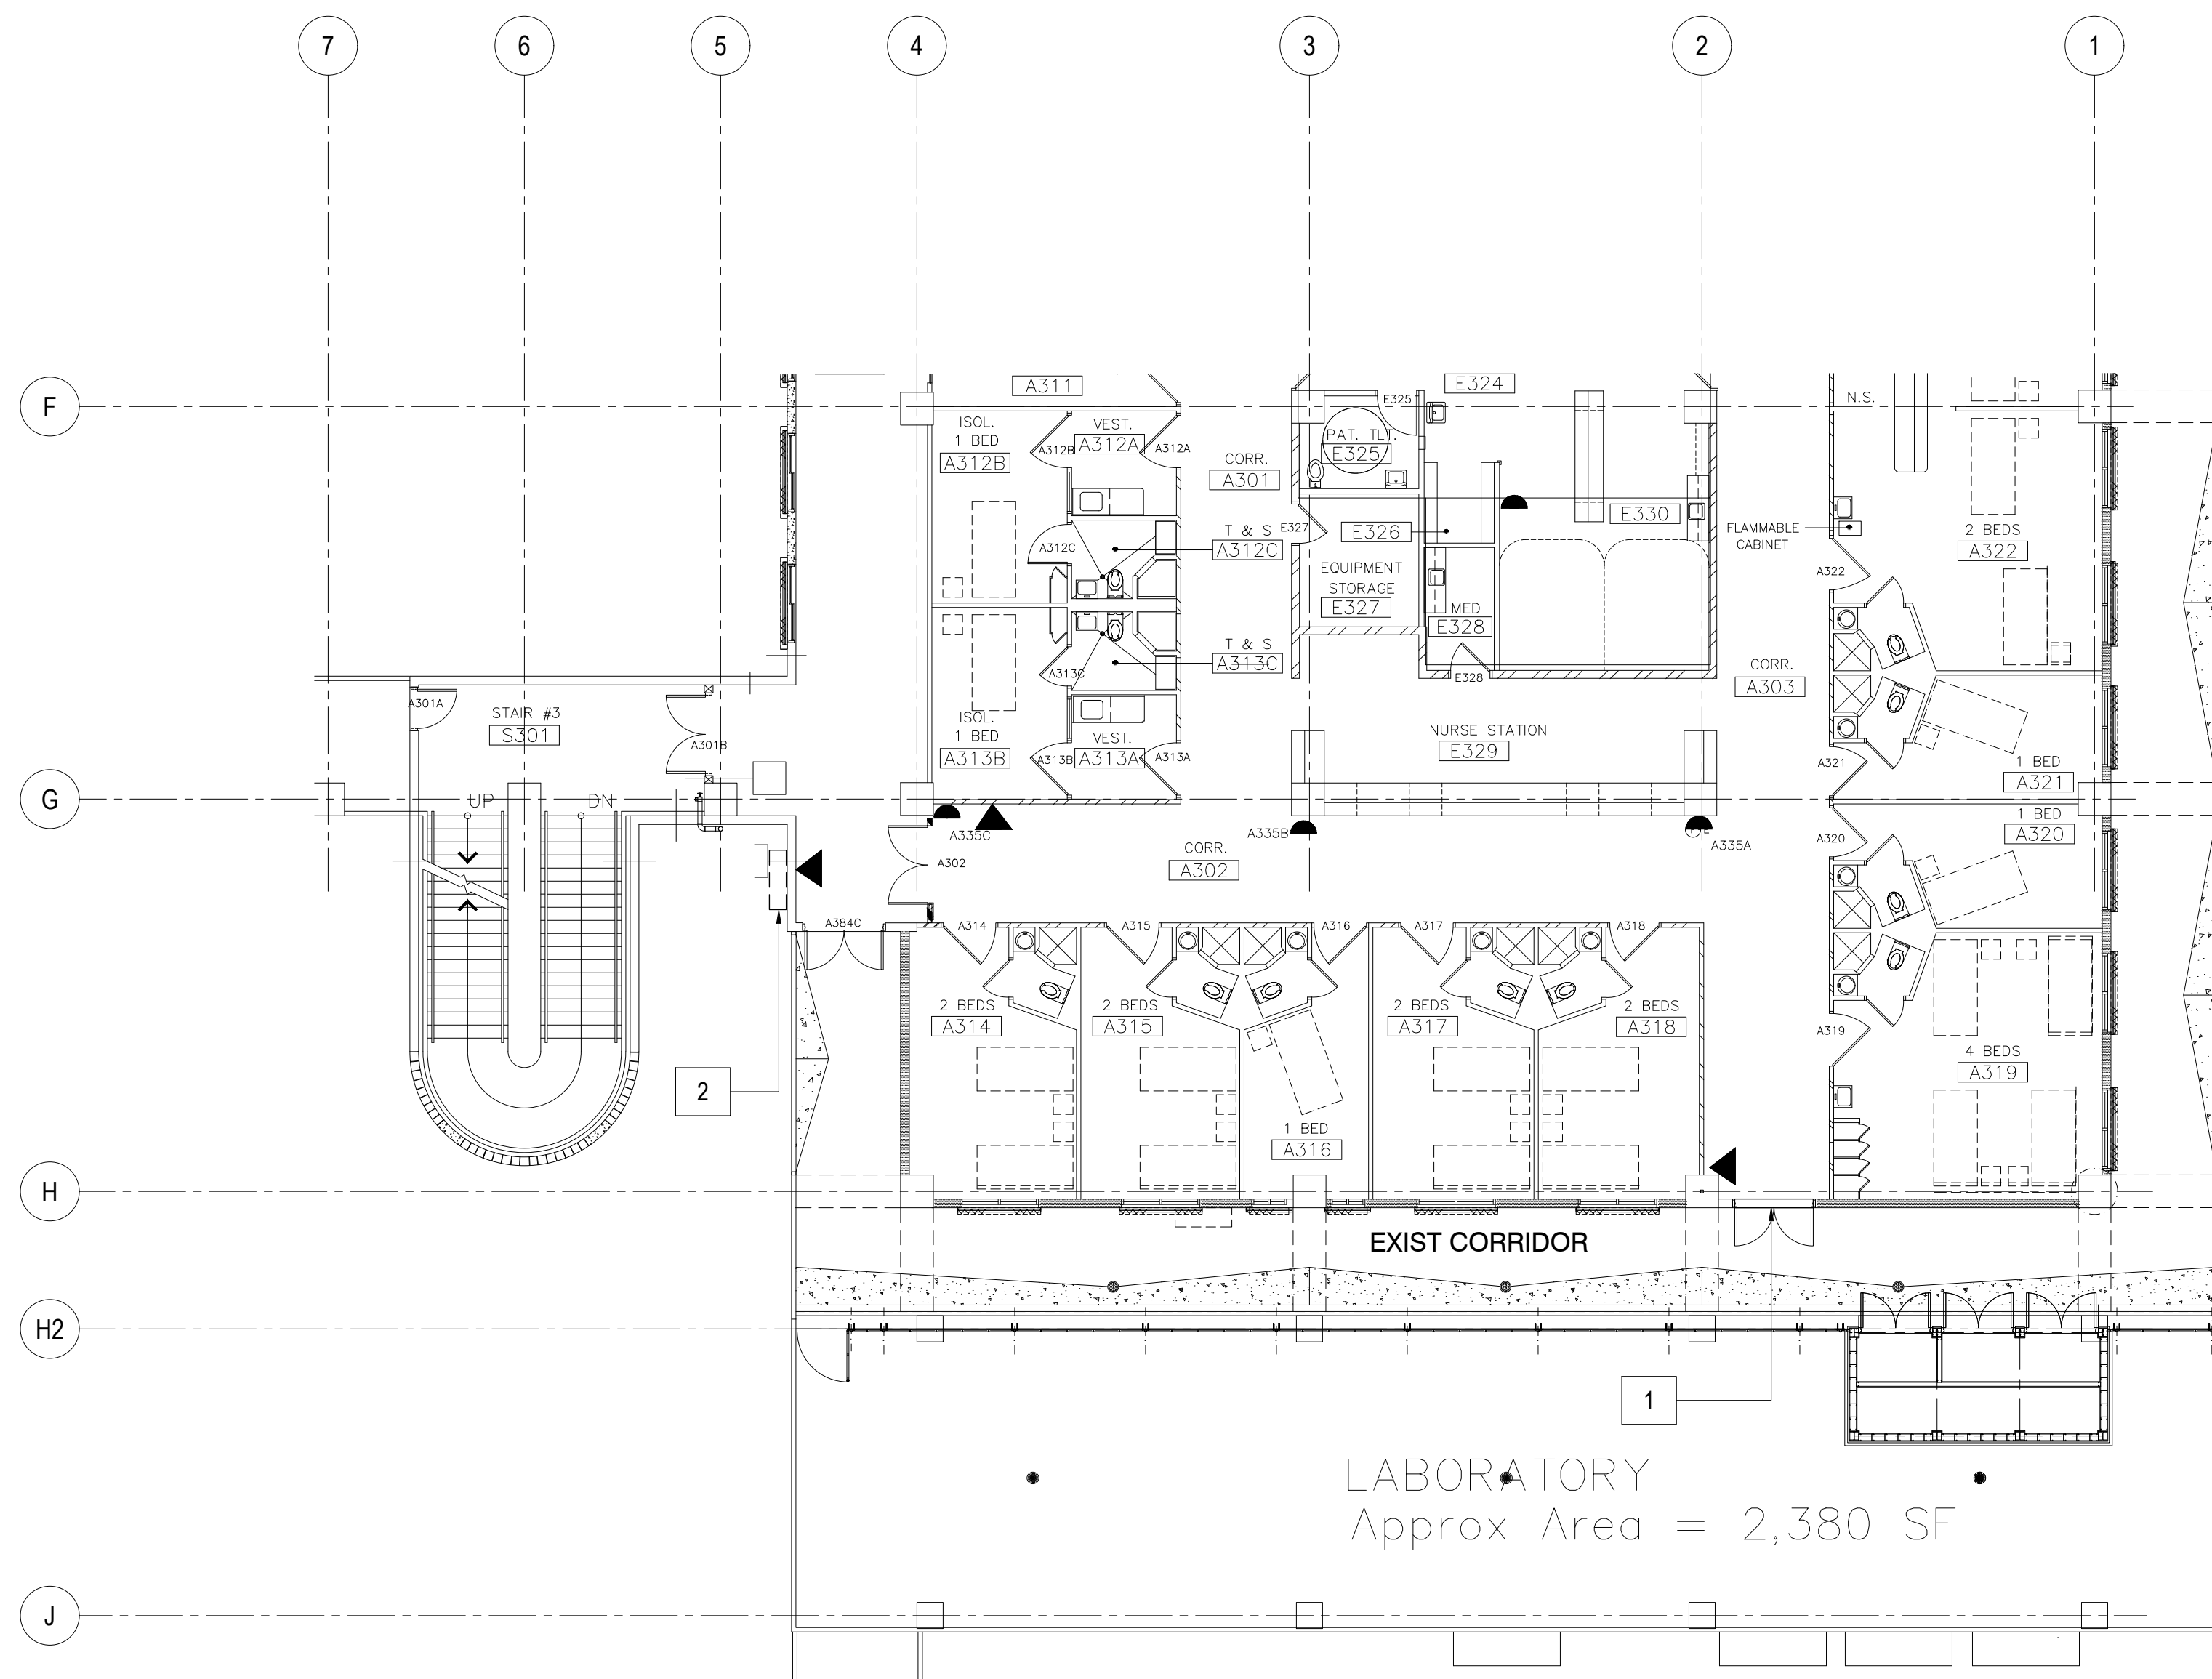 7
6
5
4
3
2
1
F
A311
E324
N.S.
ISOL.
1 BED
A312B
VEST.
A312A
A312B
A312A
CORR.
A301
E325
PAT. TLT.
E325
E327
E326
E330
FLAMMABLE
CABINET
2 BEDS
A322
A312C
T & S
A312C
EQUIPMENT
STORAGE
E327
MED
E328
A322
T & S
A313C
A313C
E328
CORR.
A303
A301A
STAIR #3
S301
A301B
ISOL.
1 BED
A313B
VEST.
A313A
A313B
A313A
NURSE STATION
E329
A321
1 BED
A321
G
UP
DN
A335C
A335B
A335A
1 BED
A320
A320
A302
CORR.
A302
A384C
A314
A315
A316
A317
A318
2 BEDS
A314
2 BEDS
A315
2 BEDS
A317
2 BEDS
A318
A319
4 BEDS
A319
2
1 BED
A316
H
EXIST CORRIDOR
H2
1
LABORATORY
Approx Area = 2,380 SF
J